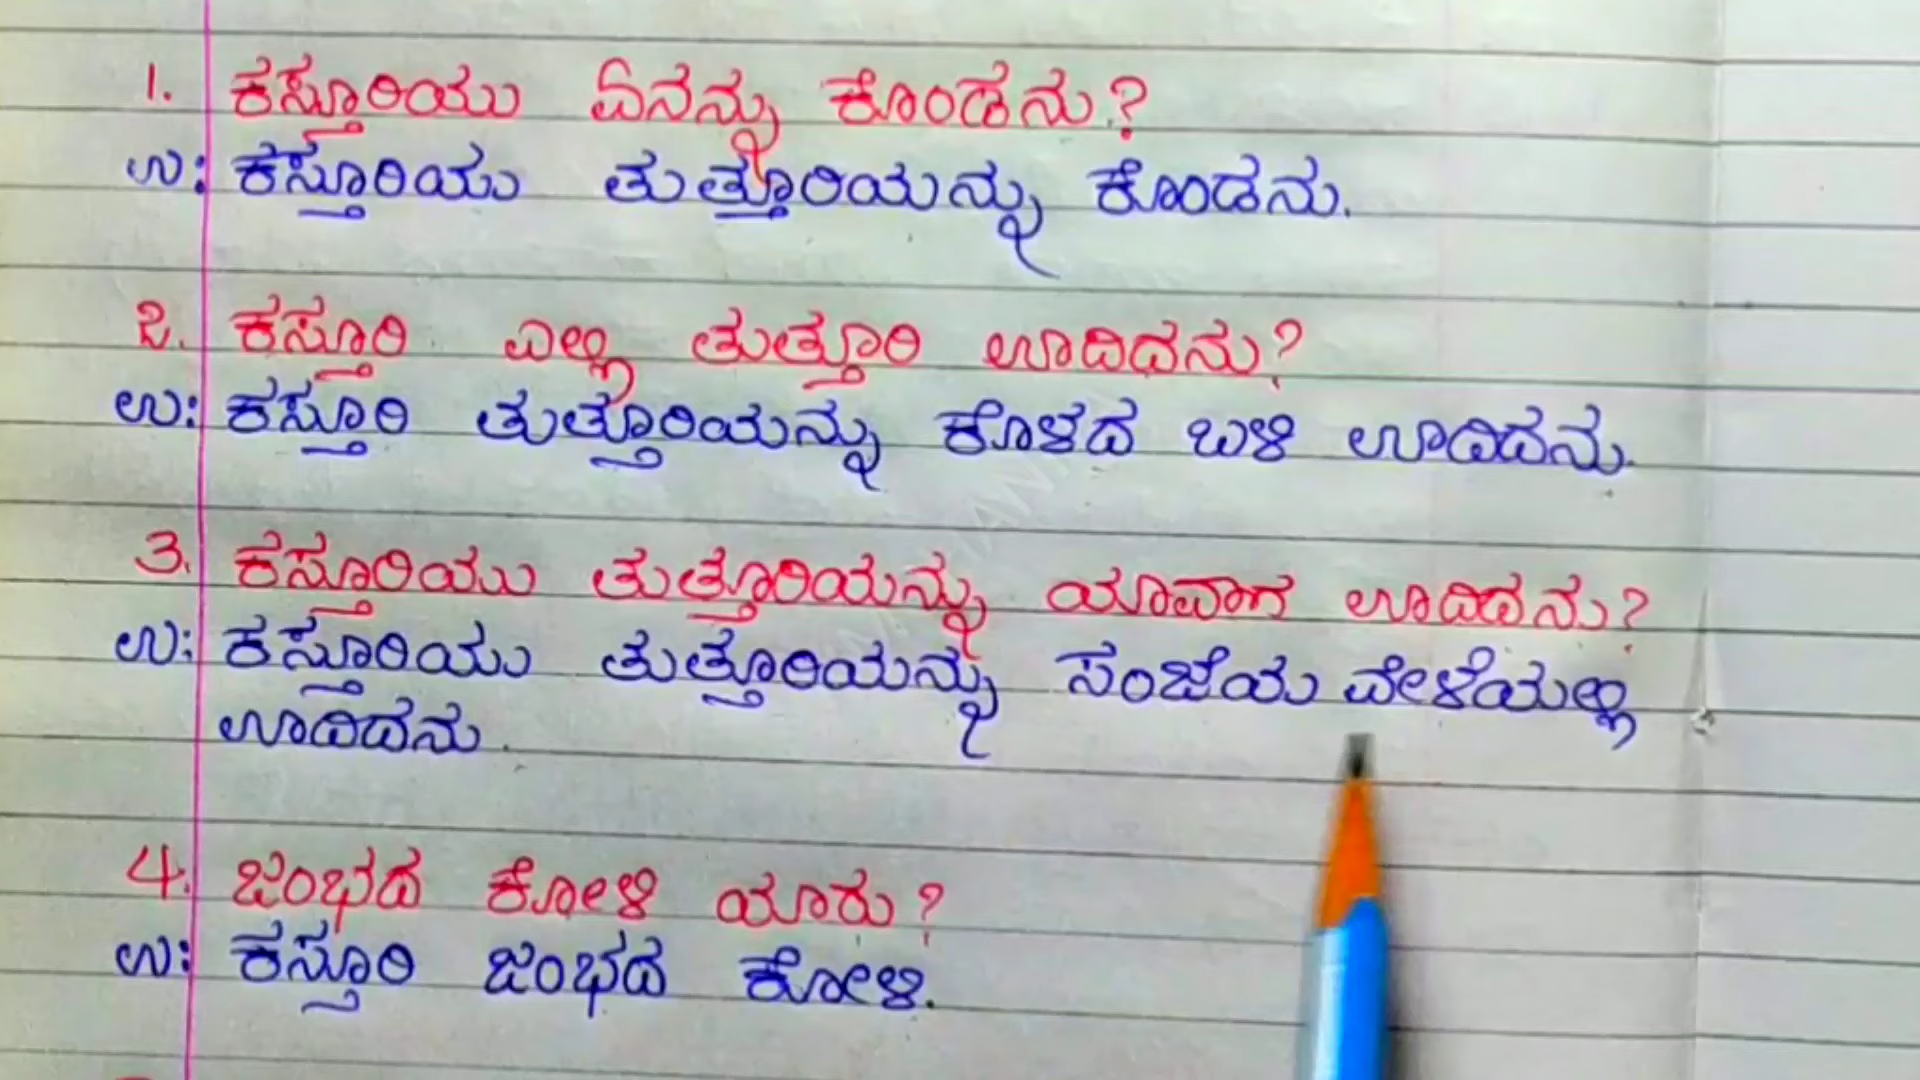 1. ಕಸ್ತೂರಿಯು ಏನನ್ನು ಕೊಂಡನು?
ಉ: ಕಸ್ತೂರಿಯು ತುತ್ತೂರಿಯನ್ನು ಕೊಂಡನು.
2. ಕಸ್ತೂರಿ ಎಲ್ಲಿ ತುತ್ತೂರಿ ಊದಿದನು?
ಉ: ಕಸ್ತೂರಿ ತುತ್ತೂರಿಯನ್ನು ಕೊಳದ ಬಳಿ ಊದಿದನು.
3. ಕಸ್ತೂರಿಯು ತುತ್ತೂರಿಯನ್ನು ಯಾವಾಗ ಊದಿದನು?
ಉ: ಕಸ್ತೂರಿಯು ತುತ್ತೂರಿಯನ್ನು ಸಂಜೆಯ ವೇಳೆಯಲ್ಲಿ
ಊದಿದನು.
4. ಜಂಭದ ಕೋಳಿ ಯಾರು?
ಉ: ಕಸ್ತೂರಿ ಜಂಭದ ಕೋಳಿ.